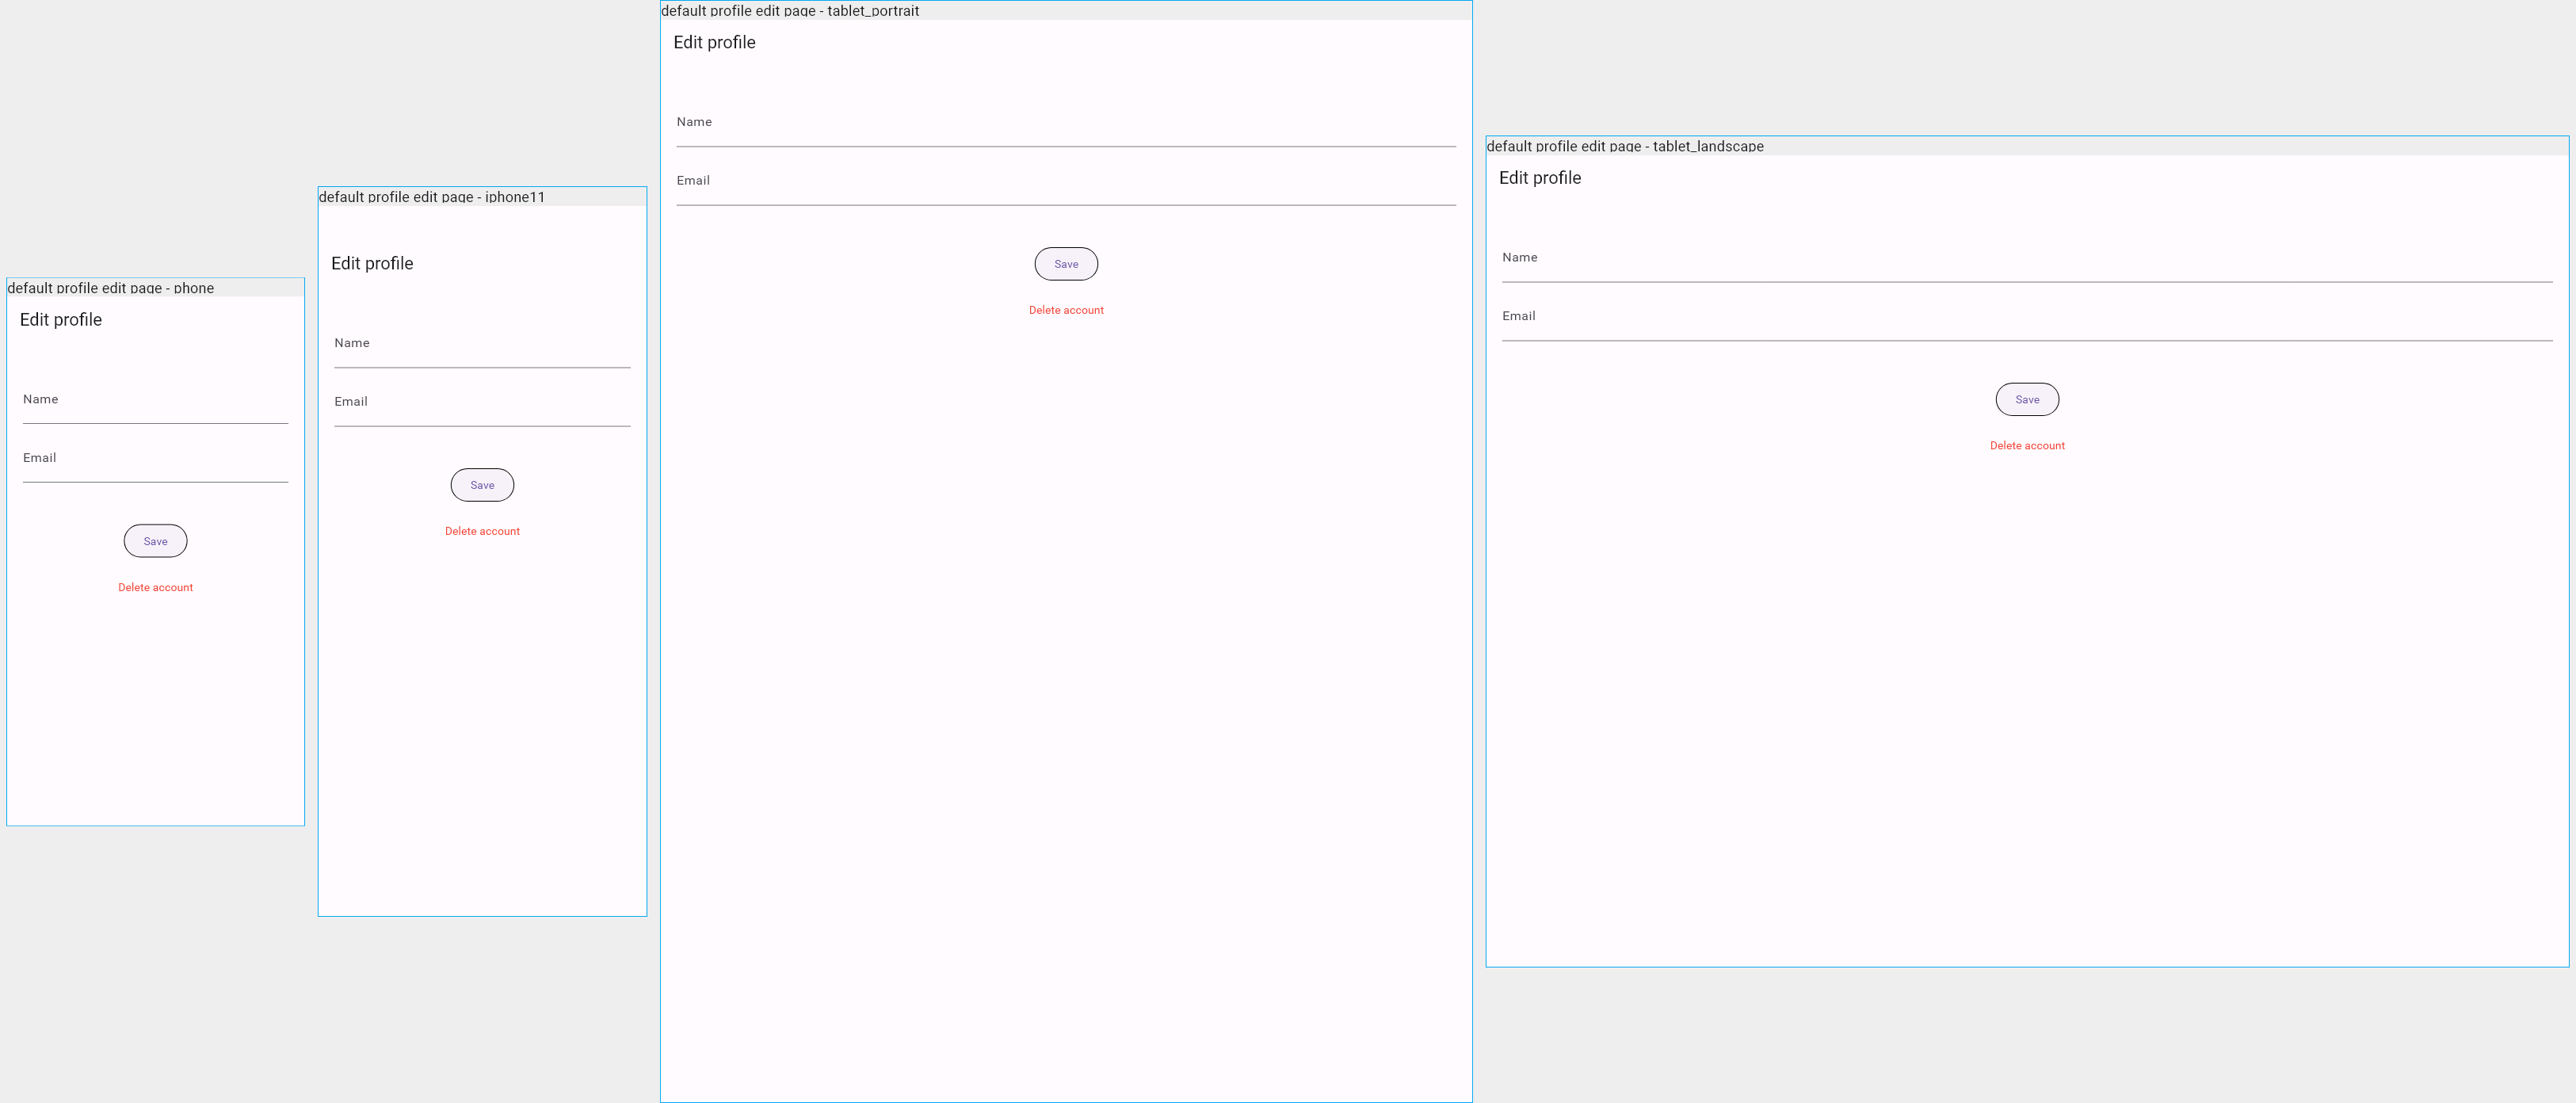 default profile edit page - phone
Edit profile
Name
Email
Save
Delete account
default profile edit page - iphone11
Edit profile
Name
Email
Save
Delete account
default profile edit page - tablet_portrait
Edit profile
Name
Email
Save
Delete account
default profile edit page - tablet_landscape
Edit profile
Name
Email
Save
Delete account